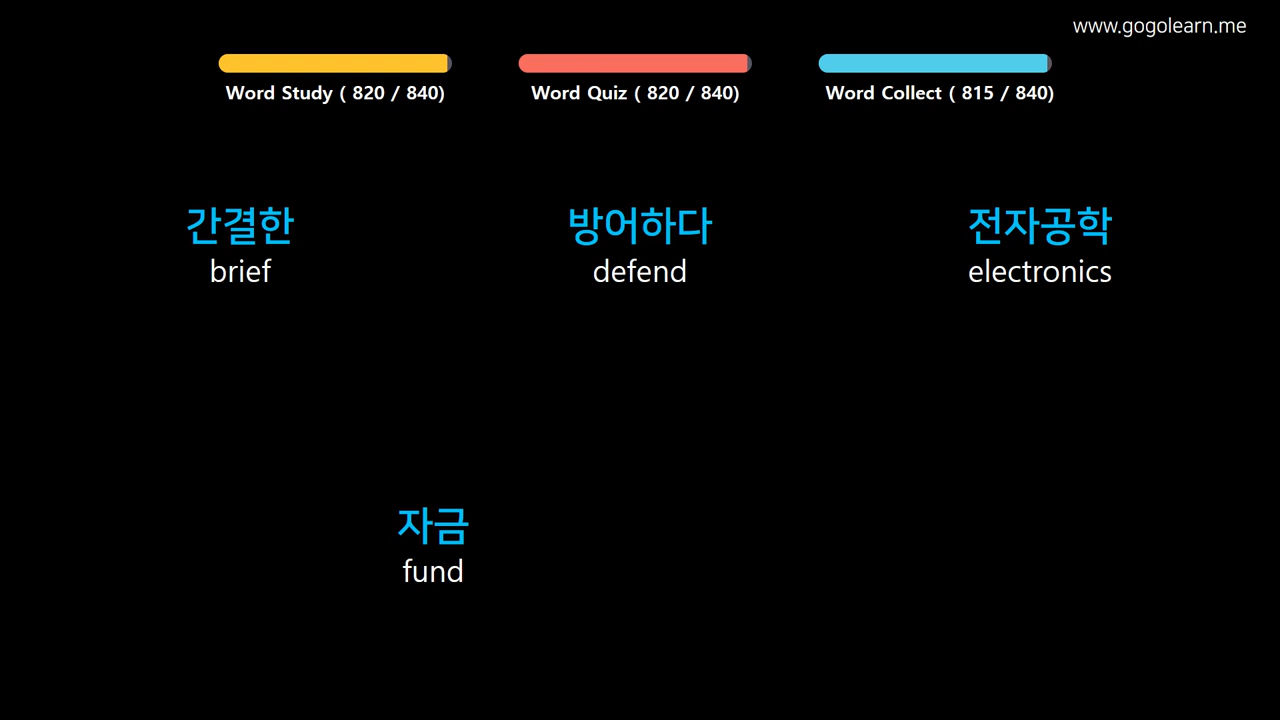 www.gogolearn.me
Word Study ( 820 / 840)
Word Quiz ( 820 / 840)
Word Collect ( 815 / 840)
간결한
brief
방어하다
defend
전자공학
electronics
자금
fund